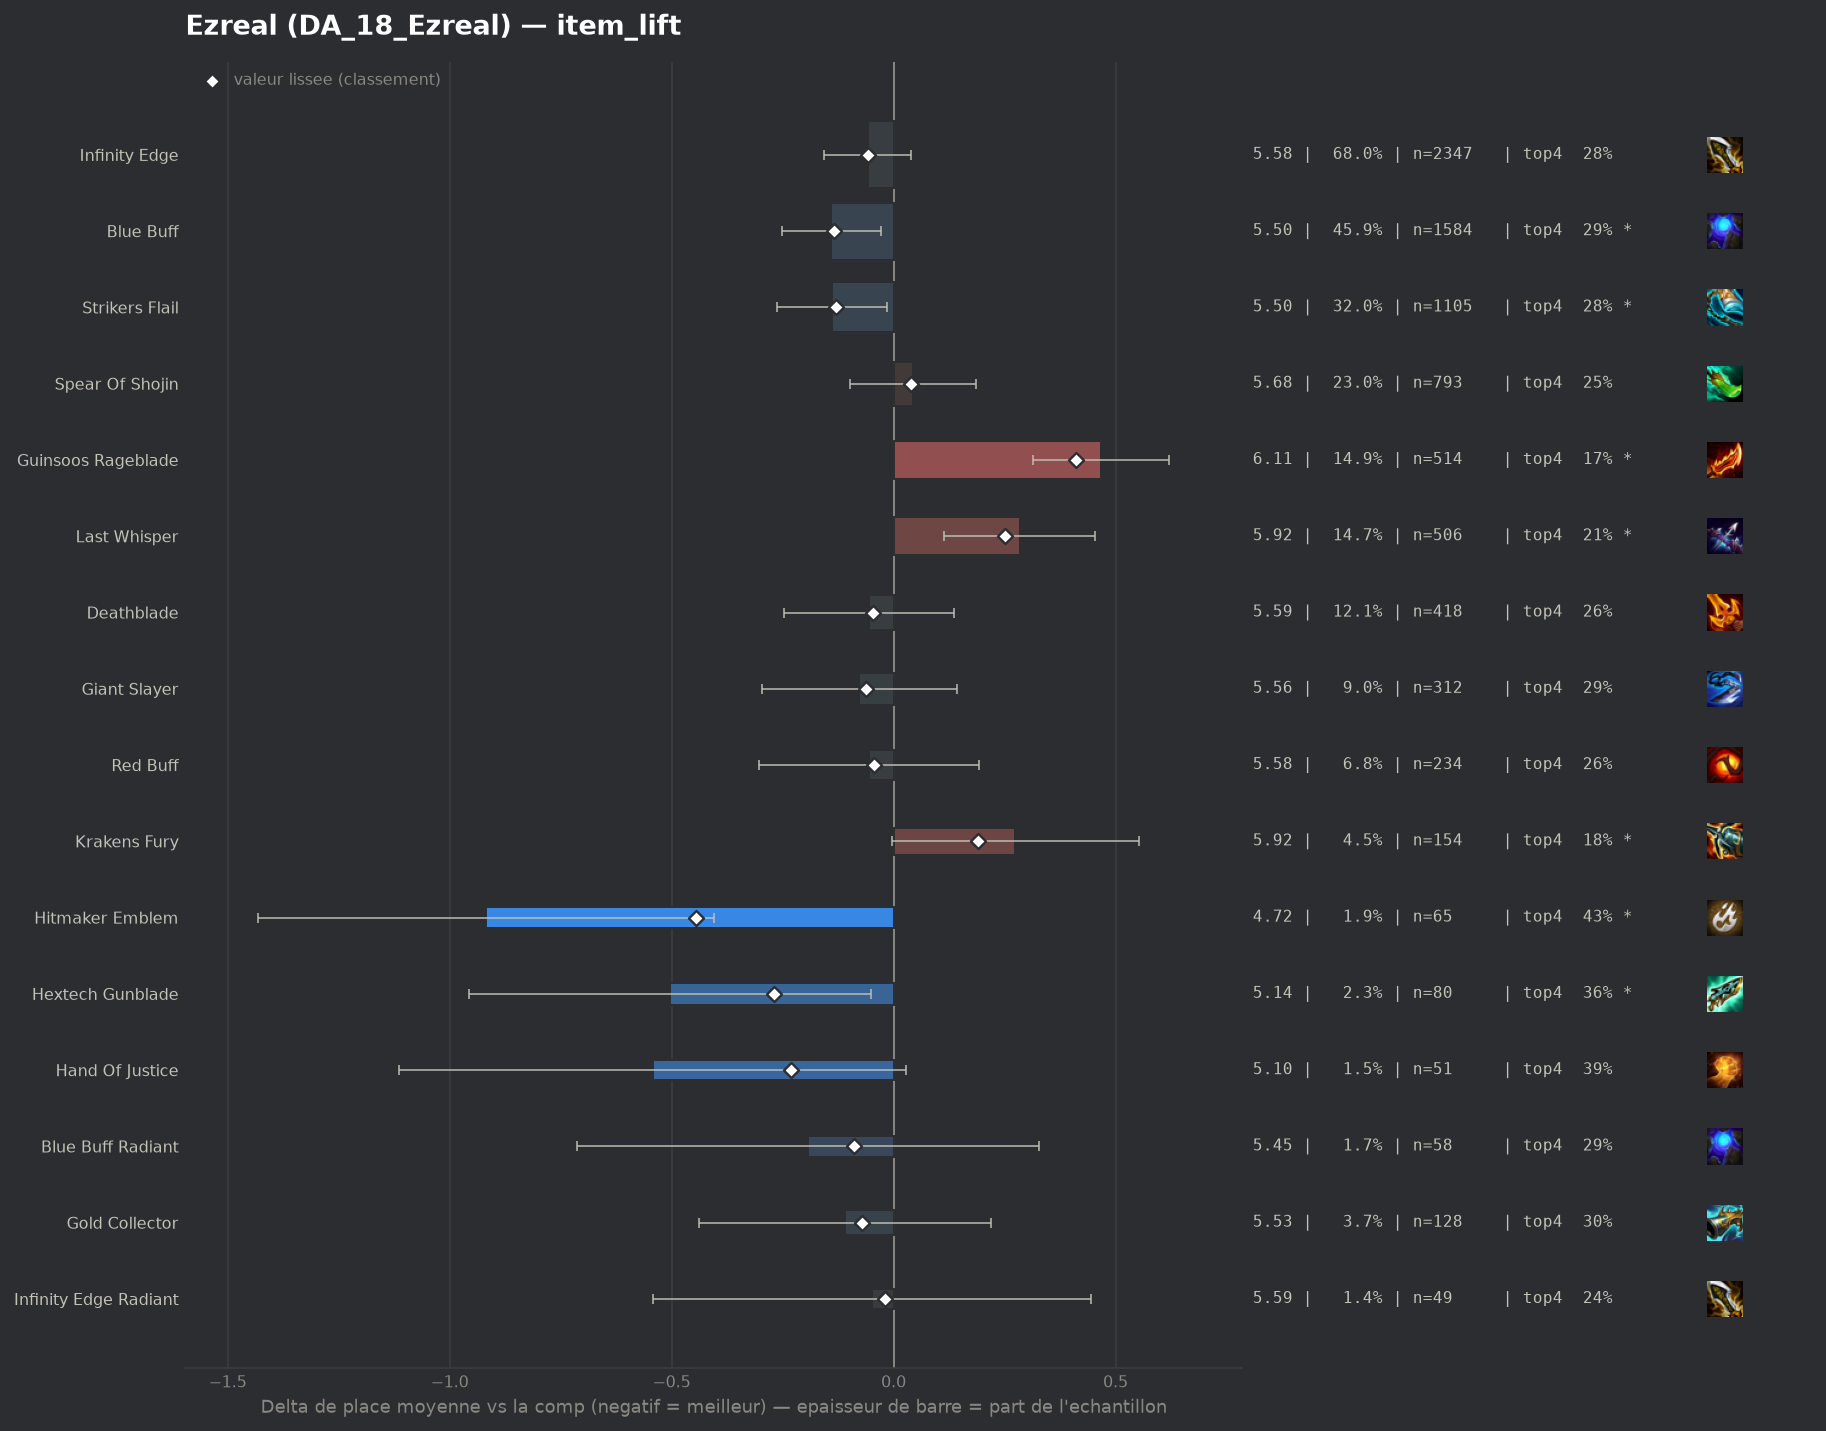 Ezreal (DA_18_Ezreal) — item_lift
valeur lissee (classement)
Infinity Edge 5.58 | 68.0% | n=2347 | top4 28%
Blue Buff 5.50 | 45.9% | n=1584 | top4 29% *
Strikers Flail 5.50 | 32.0% | n=1105 | top4 28% *
Spear Of Shojin 5.68 | 23.0% | n=793 | top4 25%
Guinsoos Rageblade 6.11 | 14.9% | n=514 | top4 17% *
Last Whisper 5.92 | 14.7% | n=506 | top4 21% *
Deathblade 5.59 | 12.1% | n=418 | top4 26%
Giant Slayer 5.56 | 9.0% | n=312 | top4 29%
Red Buff 5.58 | 6.8% | n=234 | top4 26%
Krakens Fury 5.92 | 4.5% | n=154 | top4 18% *
Hitmaker Emblem 4.72 | 1.9% | n=65 | top4 43% *
Hextech Gunblade 5.14 | 2.3% | n=80 | top4 36% *
Hand Of Justice 5.10 | 1.5% | n=51 | top4 39%
Blue Buff Radiant 5.45 | 1.7% | n=58 | top4 29%
Gold Collector 5.53 | 3.7% | n=128 | top4 30%
Infinity Edge Radiant 5.59 | 1.4% | n=49 | top4 24%
−1.5 −1.0 −0.5 0.0 0.5
Delta de place moyenne vs la comp (negatif = meilleur) — epaisseur de barre = part de l'echantillon